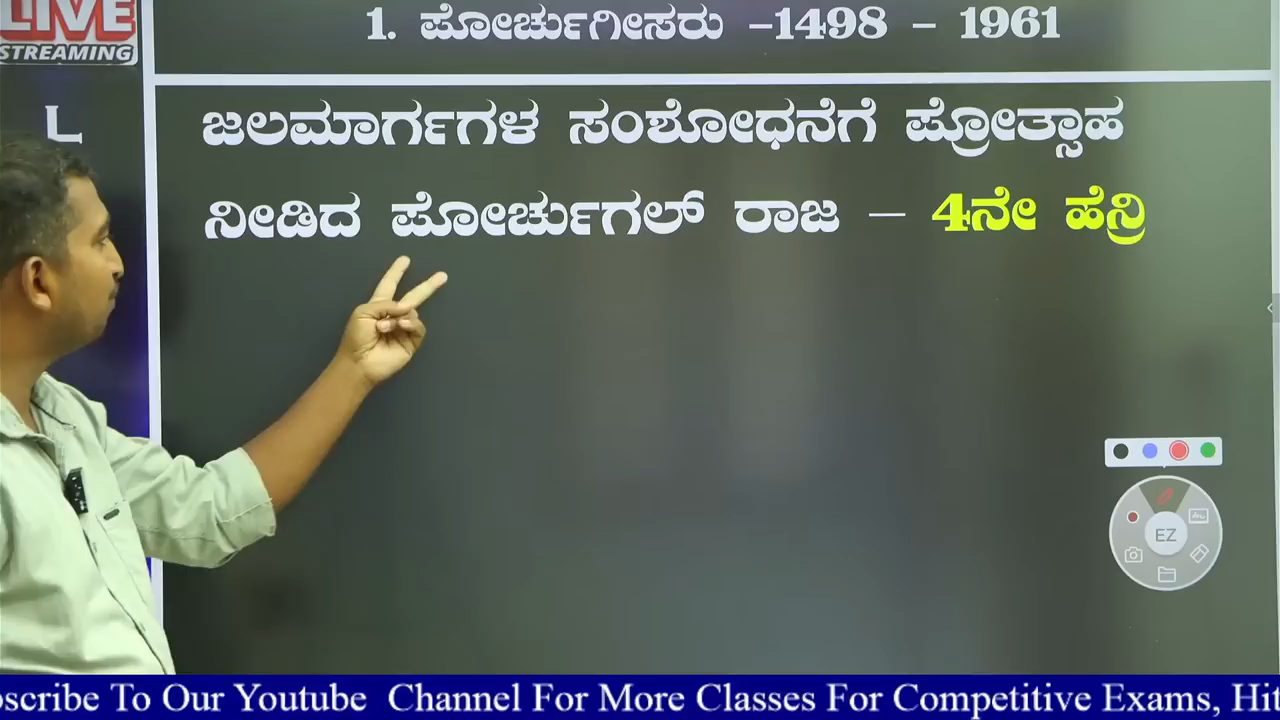 LIVE
STREAMING
1. ಪೋರ್ಚುಗೀಸರು -1498 - 1961
L
ಜಲಮಾರ್ಗಗಳ ಸಂಶೋಧನೆಗೆ ಪ್ರೋತ್ಸಾಹ
ನೀಡಿದ ಪೋರ್ಚುಗಲ್ ರಾಜ – 4ನೇ ಹೆನ್ರಿ
EZ
bscribe To Our Youtube Channel For More Classes For Competitive Exams, Hit